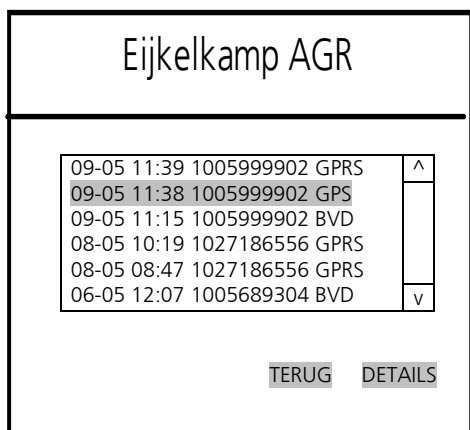 Eijkelkamp AGR
09-05 11:39 1005999902 GPRS ^
09-05 11:38 1005999902 GPS
09-05 11:15 1005999902 BVD
08-05 10:19 1027186556 GPRS
08-05 08:47 1027186556 GPRS
06-05 12:07 1005689304 BVD v
TERUG DETAILS